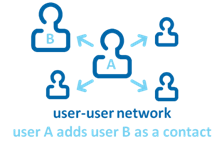 B
A
user-user network
user A adds user B as a contact